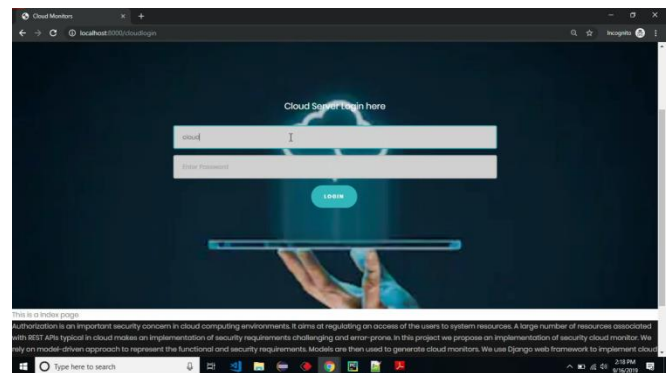 Cloud Monitors
localhost:8000/cloudlogin
Incognito
Cloud Server Login here
cloud
Enter Password
LOGIN
This is a Index page
Authorization is an important security concern in cloud computing environments. It aims at regulating an access of the users to system resources. A large number of resources associated
with REST APIs typical in cloud makes an implementation of security requirements challenging and error-prone. In this project we propose an implementation of security cloud monitor. We
rely on model-driven approach to represent the functional and security requirements. Models are then used to generate cloud monitors. We use Django web framework to implement cloud
Type here to search
2:18 PM
9/16/2019